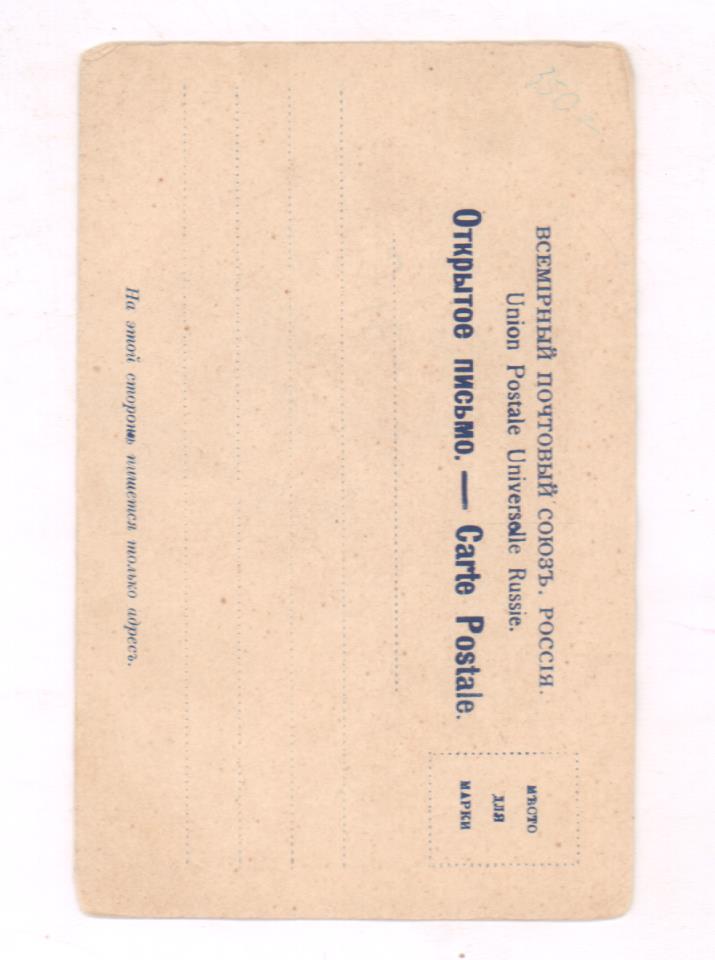 ВСЕМІРНЫЙ ПОЧТОВЫЙ СОЮЗЪ. РОССІЯ.
Union Postale Universelle Russie.
Открытое письмо. — Carte Postale.
МѢСТО
ДЛЯ
МАРКИ
На этой сторонѣ пишется только адресъ.
350